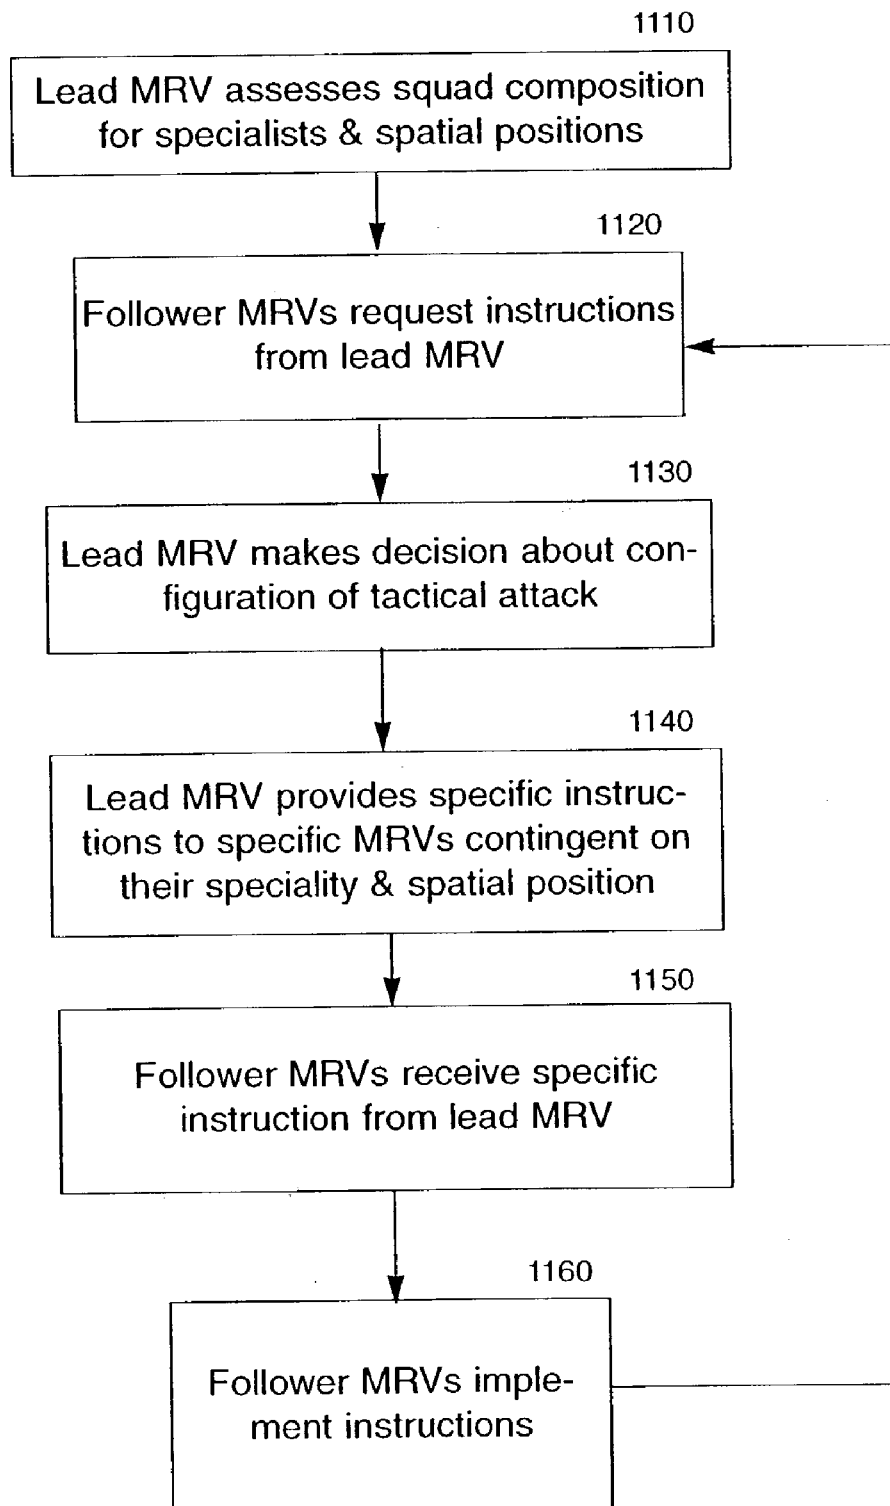 1110
Lead MRV assesses squad composition
for specialists & spatial positions
1120
Follower MRVs request instructions
from lead MRV
1130
Lead MRV makes decision about con-
figuration of tactical attack
1140
Lead MRV provides specific instruc-
tions to specific MRVs contingent on
their speciality & spatial position
1150
Follower MRVs receive specific
instruction from lead MRV
1160
Follower MRVs imple-
ment instructions